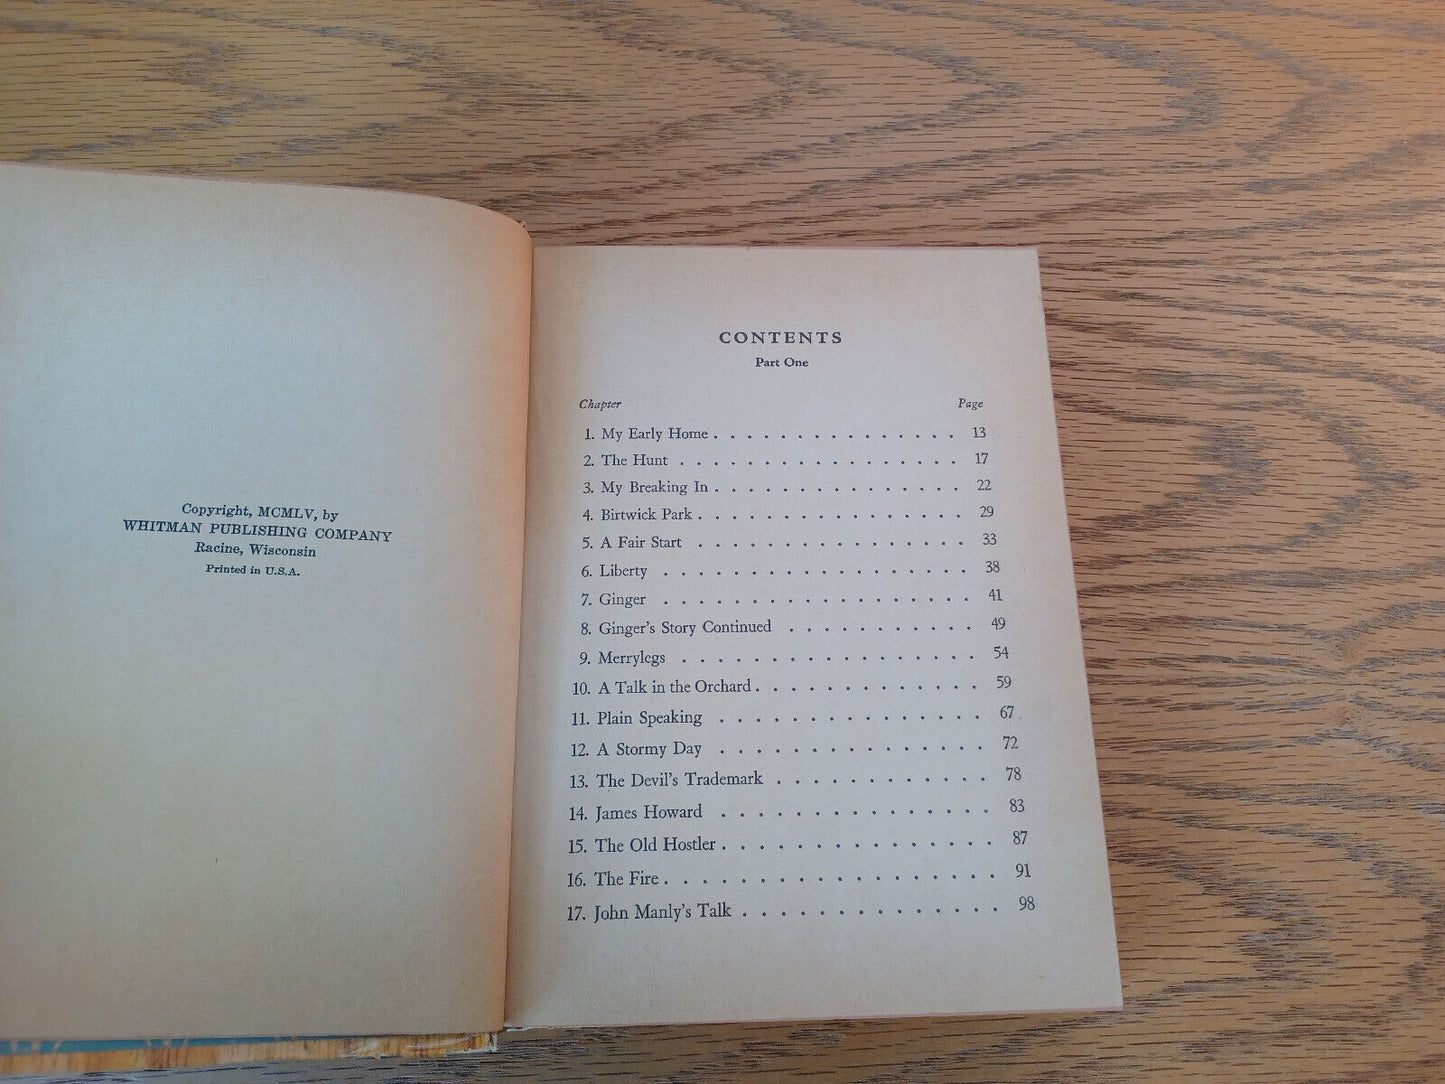 Copyright, MCMLV, by
WHITMAN PUBLISHING COMPANY
Racine, Wisconsin
Printed in U.S.A.
CONTENTS
Part One
Chapter Page
1. My Early Home . . . . . . . . . . . . . . . 13
2. The Hunt . . . . . . . . . . . . . . . . . 17
3. My Breaking In . . . . . . . . . . . . . . . 22
4. Birtwick Park . . . . . . . . . . . . . . . . 29
5. A Fair Start . . . . . . . . . . . . . . . . 33
6. Liberty . . . . . . . . . . . . . . . . . . 38
7. Ginger . . . . . . . . . . . . . . . . . . 41
8. Ginger's Story Continued . . . . . . . . . . . 49
9. Merrylegs . . . . . . . . . . . . . . . . . 54
10. A Talk in the Orchard . . . . . . . . . . . . . 59
11. Plain Speaking . . . . . . . . . . . . . . . 67
12. A Stormy Day . . . . . . . . . . . . . . . 72
13. The Devil's Trademark . . . . . . . . . . . . 78
14. James Howard . . . . . . . . . . . . . . . 83
15. The Old Hostler . . . . . . . . . . . . . . . 87
16. The Fire . . . . . . . . . . . . . . . . . . 91
17. John Manly's Talk . . . . . . . . . . . . . . 98